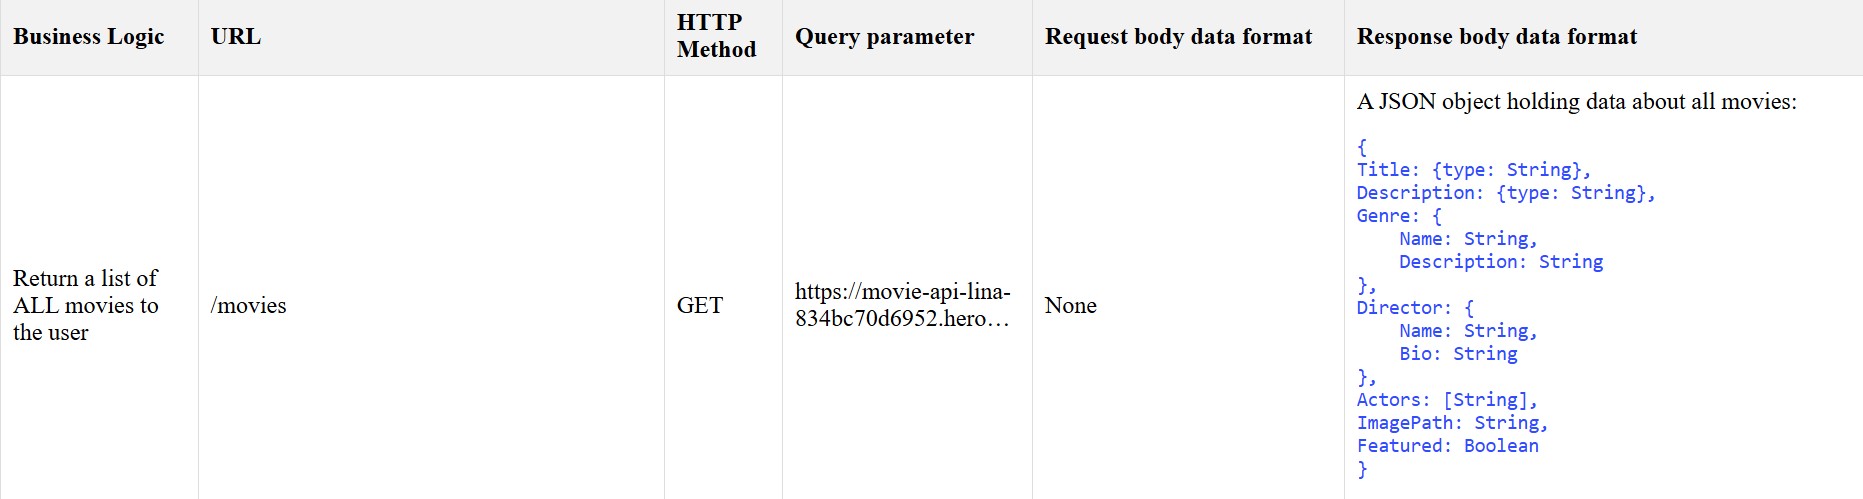 Business Logic
URL
HTTP
Method
Query parameter
Request body data format
Response body data format
Return a list of
ALL movies to
the user
/movies
GET
https://movie-api-lina-
834bc70d6952.hero…
None
A JSON object holding data about all movies:
{
Title: {type: String},
Description: {type: String},
Genre: {
    Name: String,
    Description: String
},
Director: {
    Name: String,
    Bio: String
},
Actors: [String],
ImagePath: String,
Featured: Boolean
}